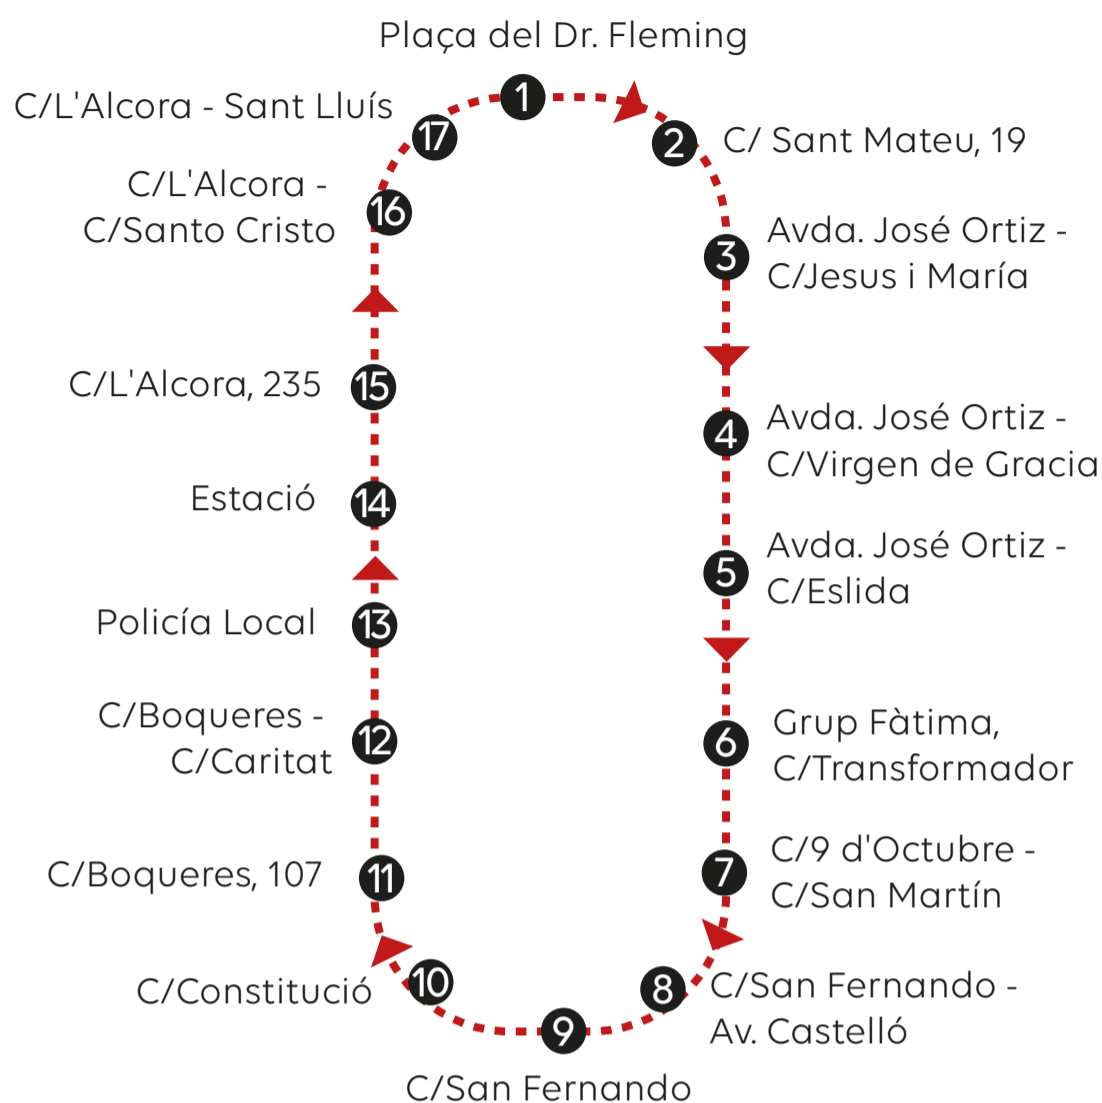 Plaça del Dr. Fleming
1
2
C/ Sant Mateu, 19
3
Avda. José Ortiz -
C/Jesus i María
4
Avda. José Ortiz -
C/Virgen de Gracia
5
Avda. José Ortiz -
C/Eslida
6
Grup Fàtima,
C/Transformador
7
C/9 d'Octubre -
C/San Martín
8
C/San Fernando -
Av. Castelló
9
C/San Fernando
10
C/Constitució
11
C/Boqueres, 107
12
C/Boqueres -
C/Caritat
13
Policía Local
14
Estació
15
C/L'Alcora, 235
16
C/L'Alcora -
C/Santo Cristo
17
C/L'Alcora - Sant Lluís